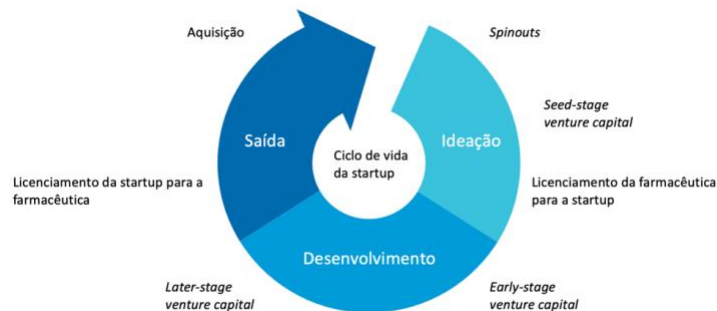 Aquisição
Spinouts
Seed-stage
venture capital
Saída
Ideação
Ciclo de vida
da startup
Licenciamento da startup para a
farmacêutica
Licenciamento da farmacêutica
para a startup
Desenvolvimento
Later-stage
venture capital
Early-stage
venture capital